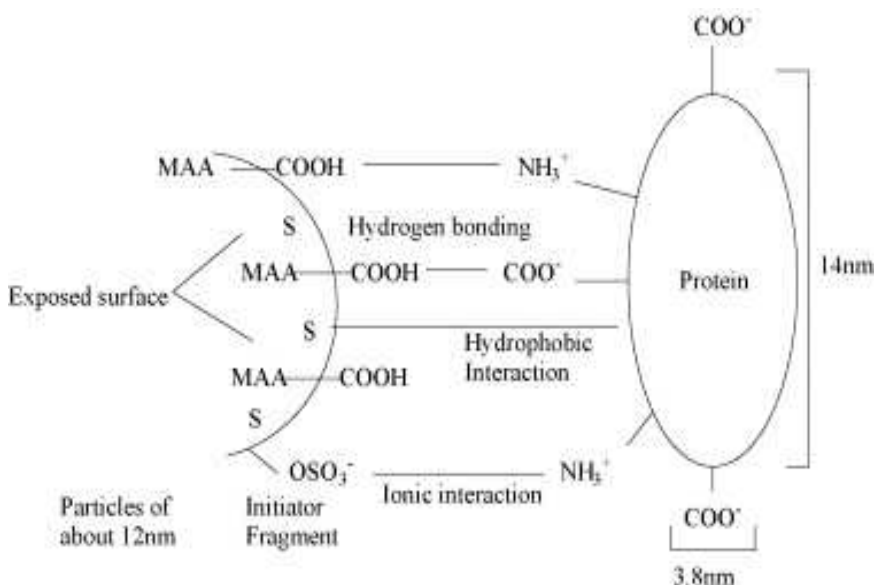 COO⁻
MAA COOH NH₃⁺
S Hydrogen bonding
MAA COOH COO⁻
Exposed surface
Protein
14nm
S
Hydrophobic
Interaction
MAA COOH
S
OSO₃⁻ Ionic interaction NH₃⁺
Particles of
about 12nm
Initiator
Fragment
COO⁻
3.8nm